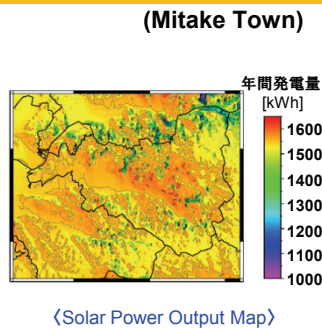 (Mitake Town)
年間発電量
[kWh]
1600
1500
1400
1300
1200
1100
1000
〈Solar Power Output Map〉